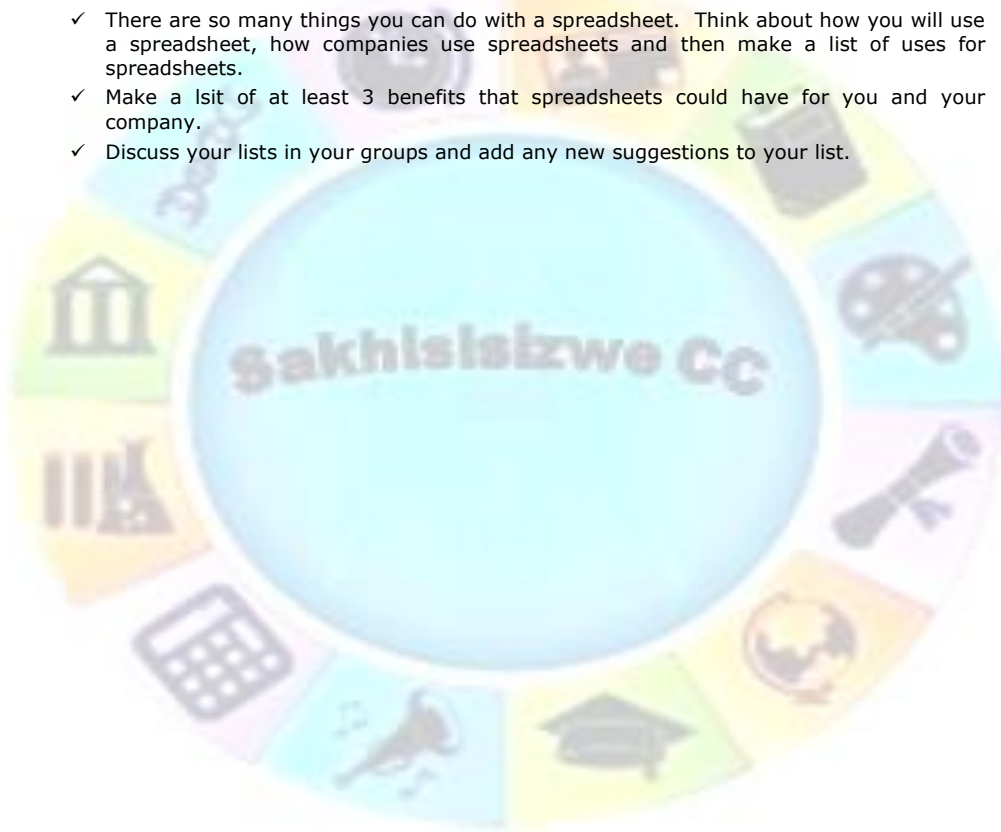 ✓ There are so many things you can do with a spreadsheet. Think about how you will use
a spreadsheet, how companies use spreadsheets and then make a list of uses for
spreadsheets.
✓ Make a lsit of at least 3 benefits that spreadsheets could have for you and your
company.
✓ Discuss your lists in your groups and add any new suggestions to your list.
Sakhisisizwe CC